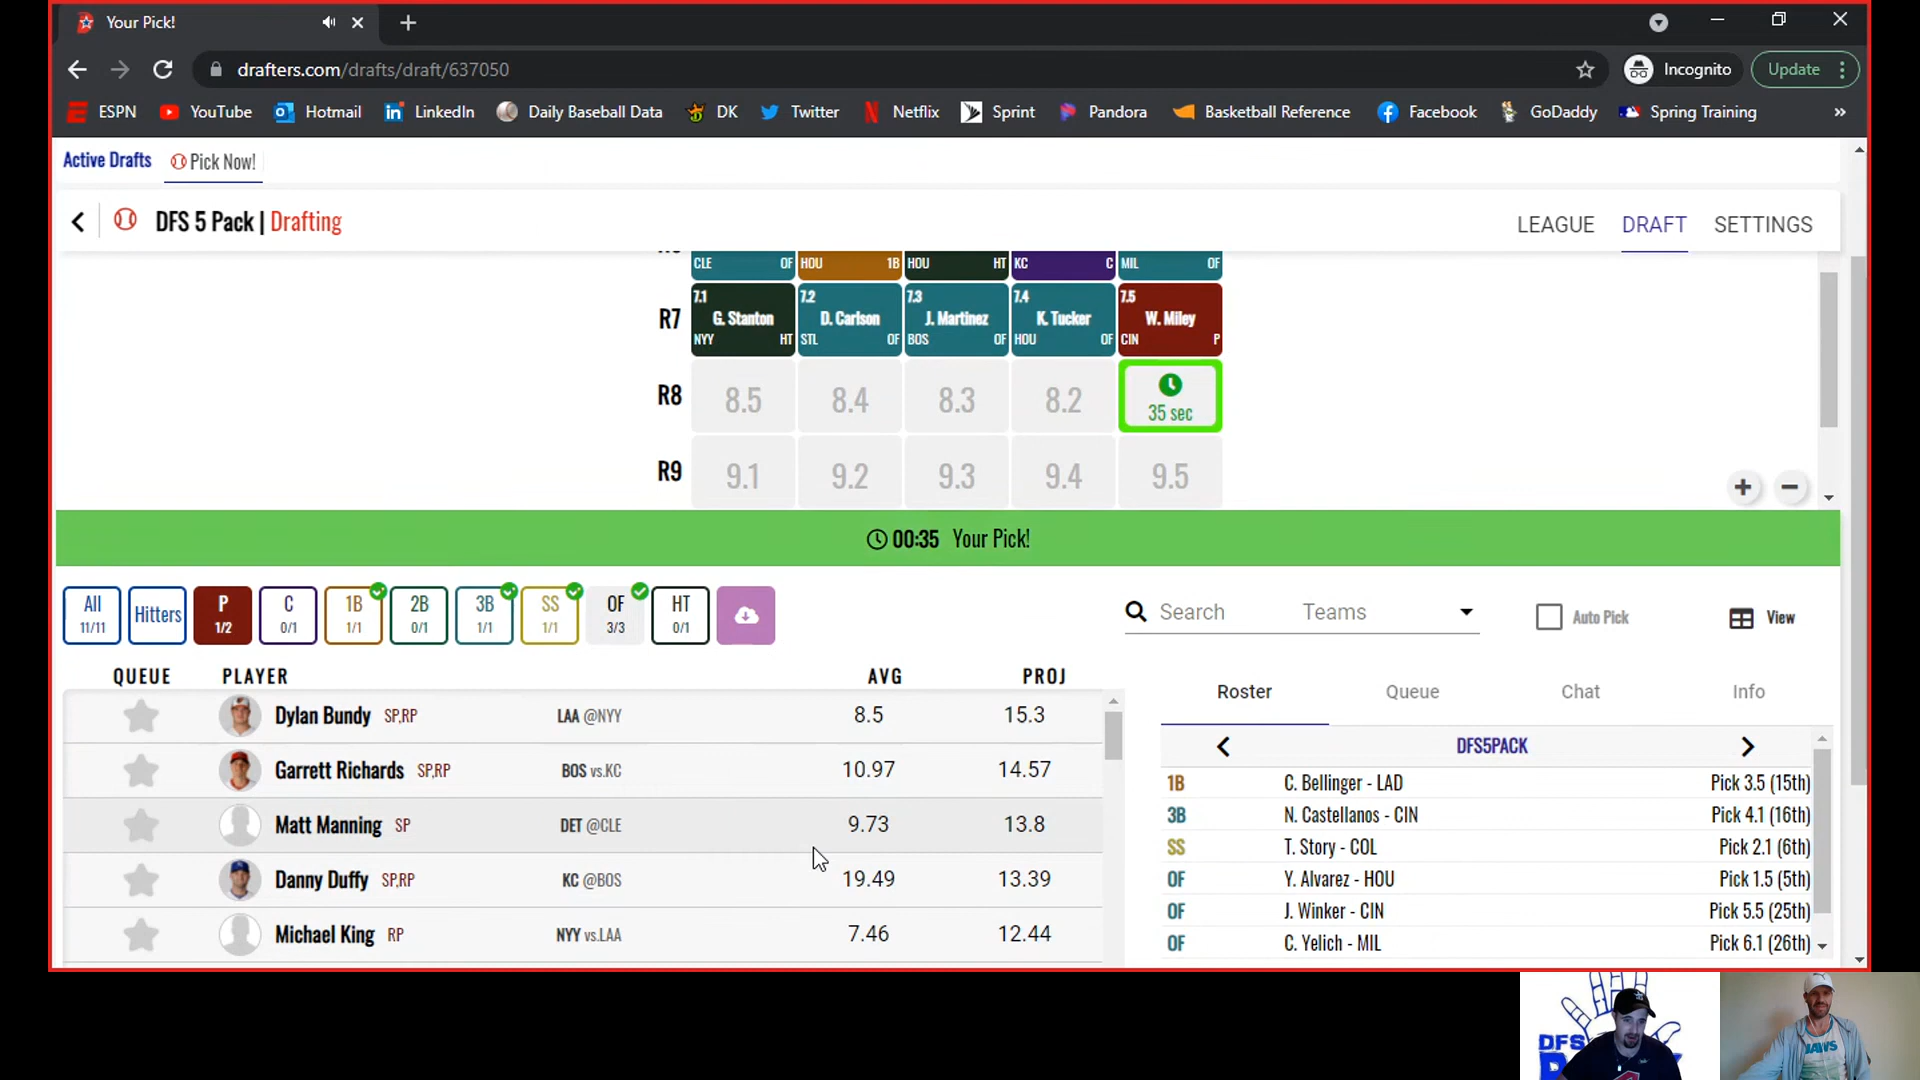 Your Pick!
drafters.com/drafts/draft/637050
Incognito
Update
ESPN YouTube Hotmail LinkedIn Daily Baseball Data DK Twitter Netflix Sprint Pandora Basketball Reference Facebook GoDaddy Spring Training »
Active Drafts Pick Now!
DFS 5 Pack | Drafting
LEAGUE DRAFT SETTINGS
CLE OF HOU 1B HOU HT KC C MIL OF
R7
7.1 G. Stanton NYY HT
7.2 D. Carlson STL OF
7.3 J. Martinez BOS OF
7.4 K. Tucker HOU OF
7.5 W. Miley CIN P
R8 8.5 8.4 8.3 8.2 35 sec
R9 9.1 9.2 9.3 9.4 9.5
00:35 Your Pick!
All 11/11
Hitters
P 1/2
C 0/1
1B 1/1
2B 0/1
3B 1/1
SS 1/1
OF 3/3
HT 0/1
Search Teams Auto Pick View
QUEUE PLAYER AVG PROJ
Dylan Bundy SP,RP LAA @NYY 8.5 15.3
Garrett Richards SP,RP BOS vs.KC 10.97 14.57
Matt Manning SP DET @CLE 9.73 13.8
Danny Duffy SP,RP KC @BOS 19.49 13.39
Michael King RP NYY vs.LAA 7.46 12.44
Roster Queue Chat Info
DFS5PACK
1B C. Bellinger - LAD Pick 3.5 (15th)
3B N. Castellanos - CIN Pick 4.1 (16th)
SS T. Story - COL Pick 2.1 (6th)
OF Y. Alvarez - HOU Pick 1.5 (5th)
OF J. Winker - CIN Pick 5.5 (25th)
OF C. Yelich - MIL Pick 6.1 (26th)
DFS
JAWS